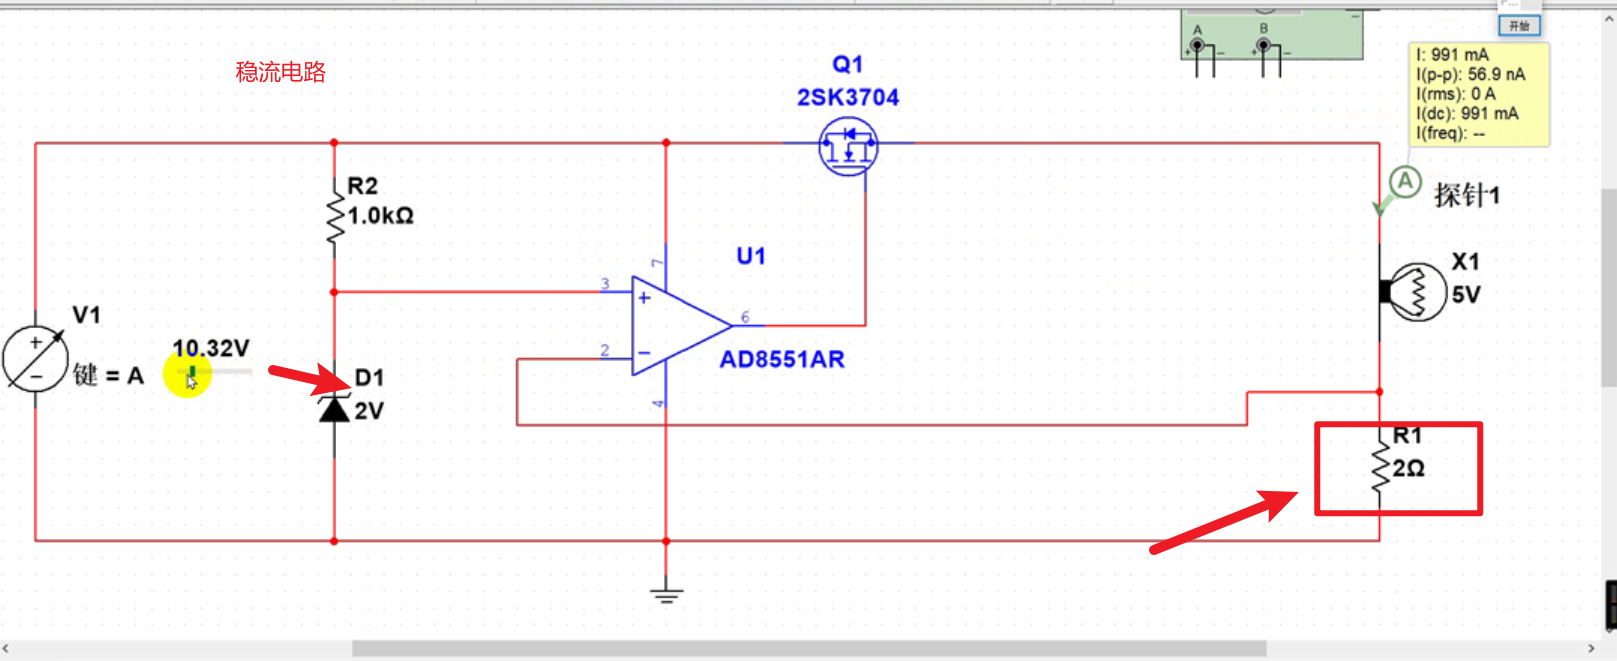 开始
A B
I: 991 mA
I(p-p): 56.9 nA
I(rms): 0 A
I(dc): 991 mA
I(freq): --
稳流电路
Q1
2SK3704
A
探针1
R2
1.0kΩ
U1
7
3
+
6
2
−
4
AD8551AR
X1
5V
V1
+
−
键 = A
10.32V
D1
2V
R1
2Ω